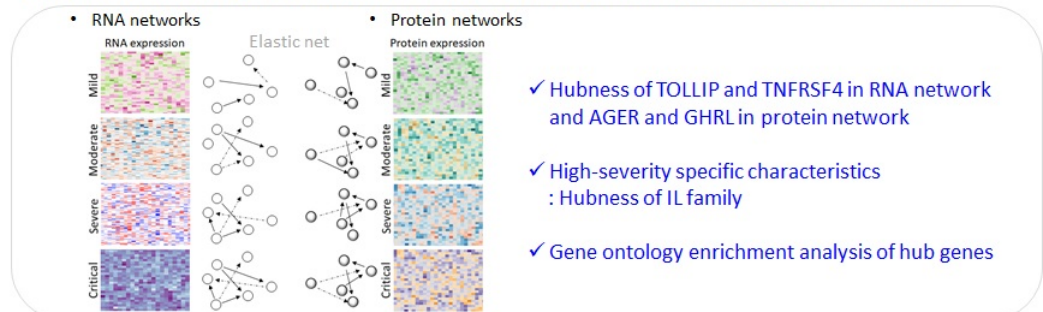 • RNA networks
• Protein networks
RNA expression
Elastic net
Protein expression
Mild
Mild
Moderate
Moderate
Severe
Severe
Critical
Critical
✓ Hubness of TOLLIP and TNFRSF4 in RNA network
and AGER and GHRL in protein network
✓ High-severity specific characteristics
: Hubness of IL family
✓ Gene ontology enrichment analysis of hub genes